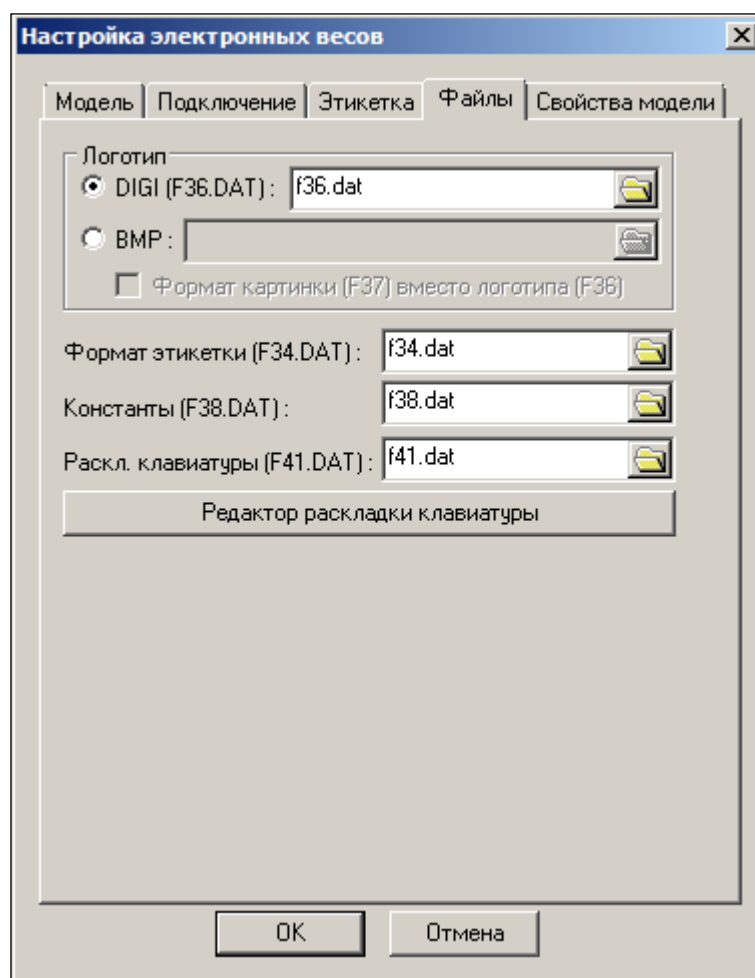 Настройка электронных весов
Модель Подключение Этикетка Файлы Свойства модели
Логотип
DIGI (F36.DAT) : f36.dat
BMP :
Формат картинки (F37) вместо логотипа (F36)
Формат этикетки (F34.DAT) : f34.dat
Константы (F38.DAT) : f38.dat
Раскл. клавиатуры (F41.DAT) : f41.dat
Редактор раскладки клавиатуры
OK Отмена